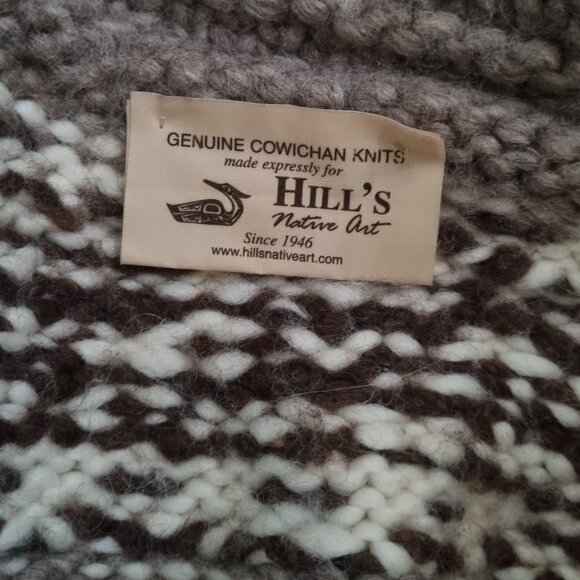 GENUINE COWICHAN KNITS
made expressly for
HILL'S
Native Art
Since 1946
www.hillsnativeart.com